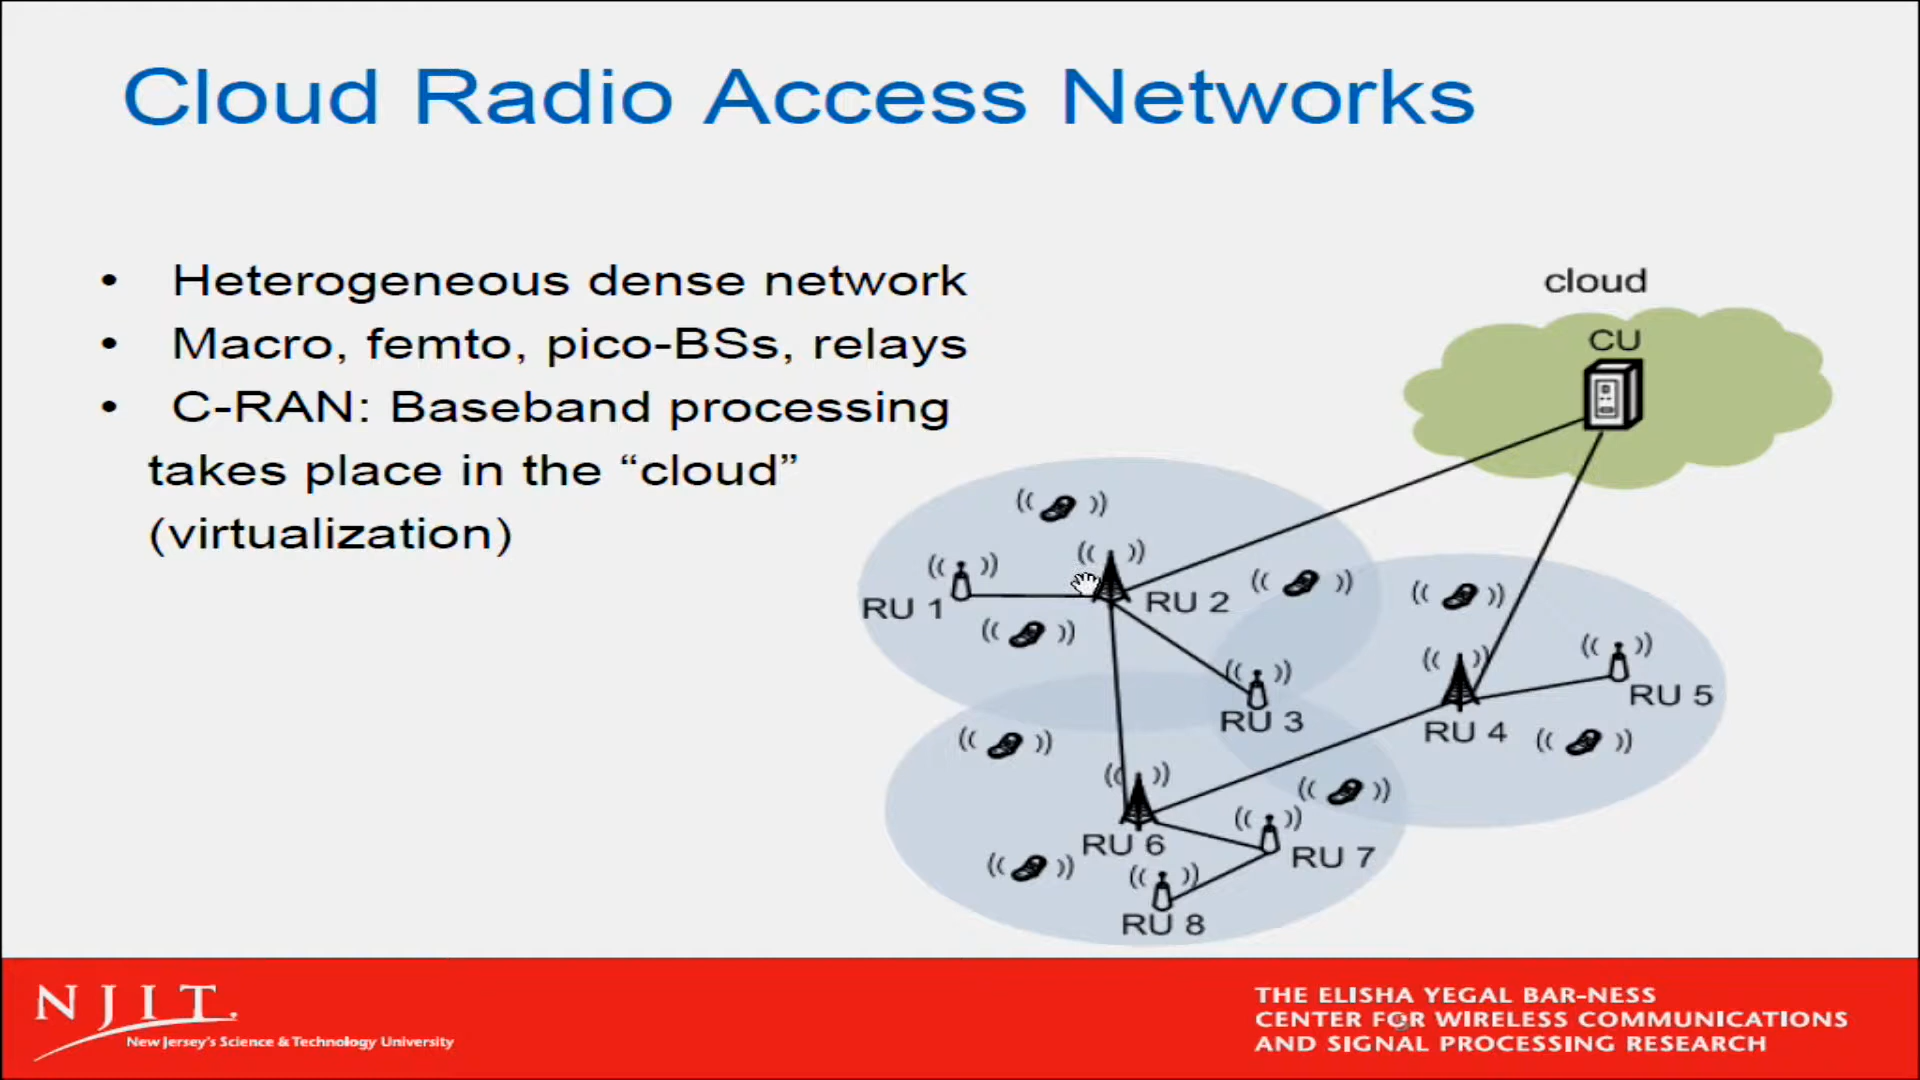 Cloud Radio Access Networks
• Heterogeneous dense network
• Macro, femto, pico-BSs, relays
• C-RAN: Baseband processing
takes place in the “cloud”
(virtualization)
cloud
CU
RU 1
RU 2
RU 3
RU 4
RU 5
RU 6
RU 7
RU 8
NJIT.
New Jersey's Science & Technology University
THE ELISHA YEGAL BAR-NESS
CENTER FOR WIRELESS COMMUNICATIONS
AND SIGNAL PROCESSING RESEARCH